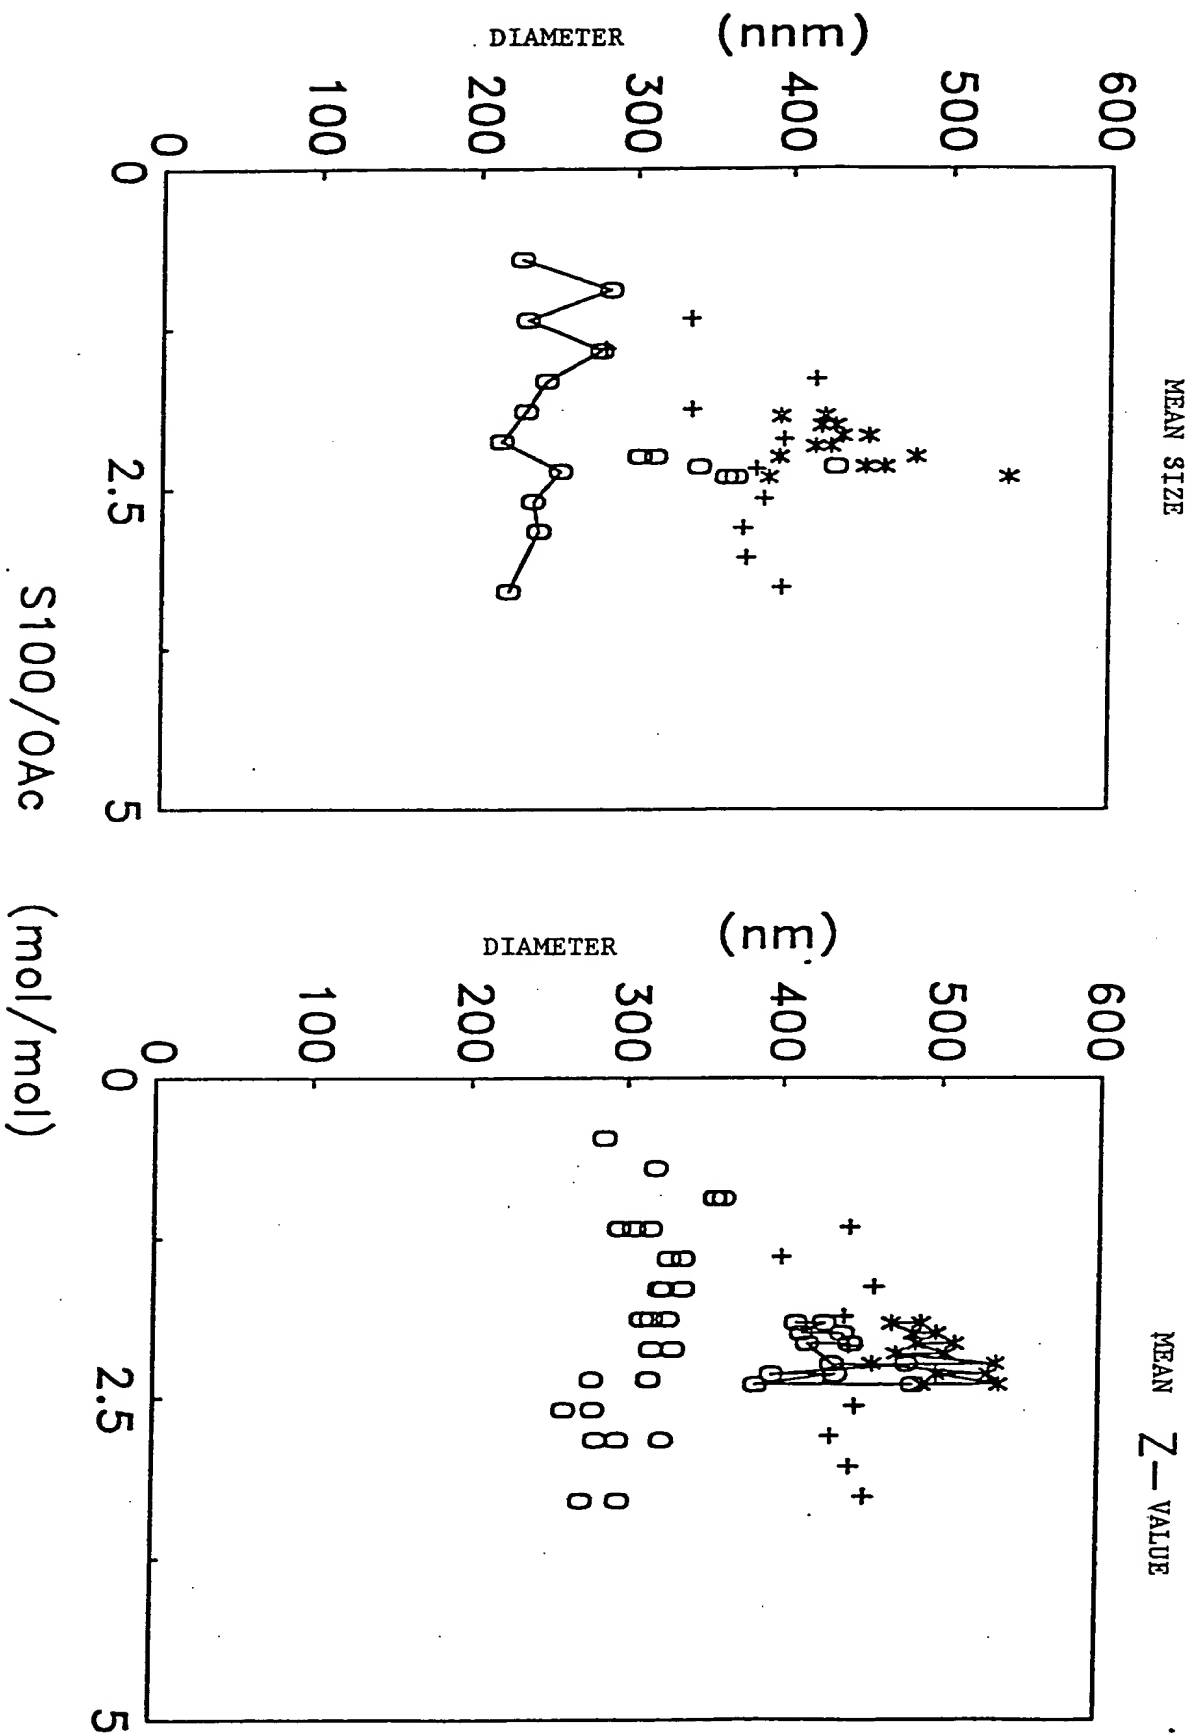 MEAN SIZE
DIAMETER (nnm)
600
500
400
300
200
100
0
0 2.5 5
MEAN Z-VALUE
DIAMETER (nm)
600
500
400
300
200
100
0
0 2.5 5
S100/OAc (mol/mol)